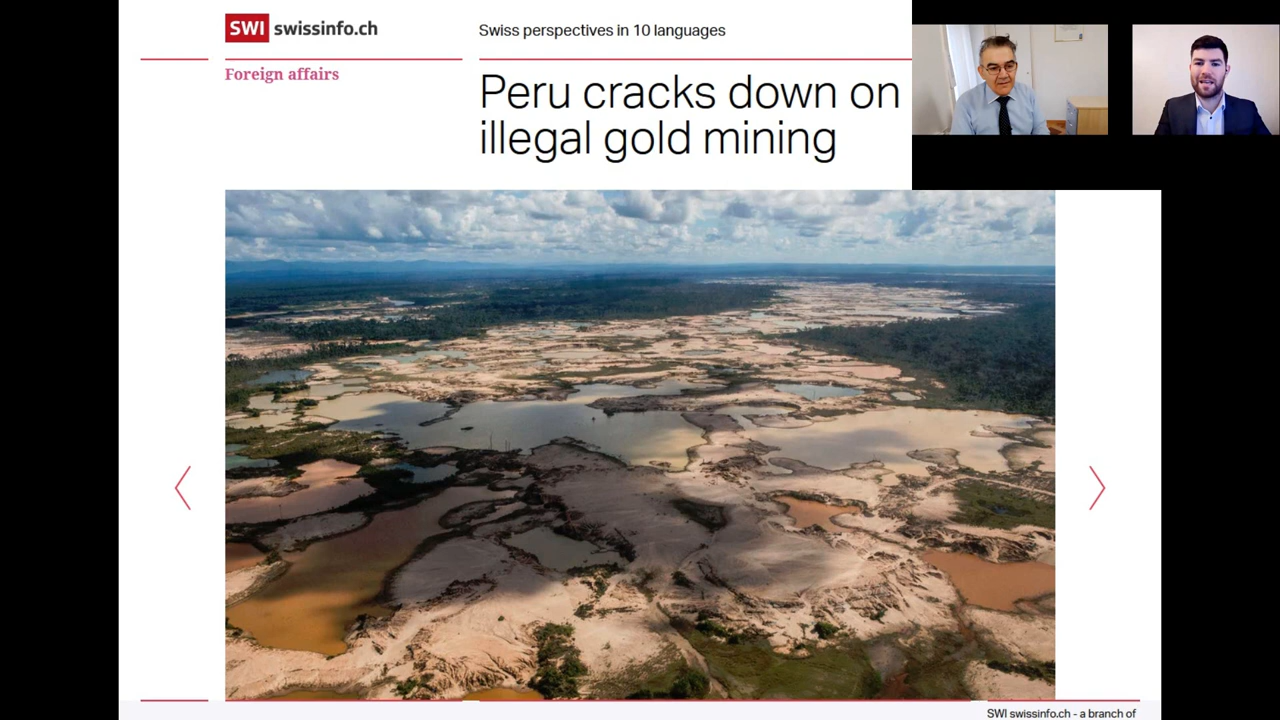 SWI swissinfo.ch
Swiss perspectives in 10 languages
Foreign affairs
Peru cracks down on
illegal gold mining
SWI swissinfo.ch - a branch of